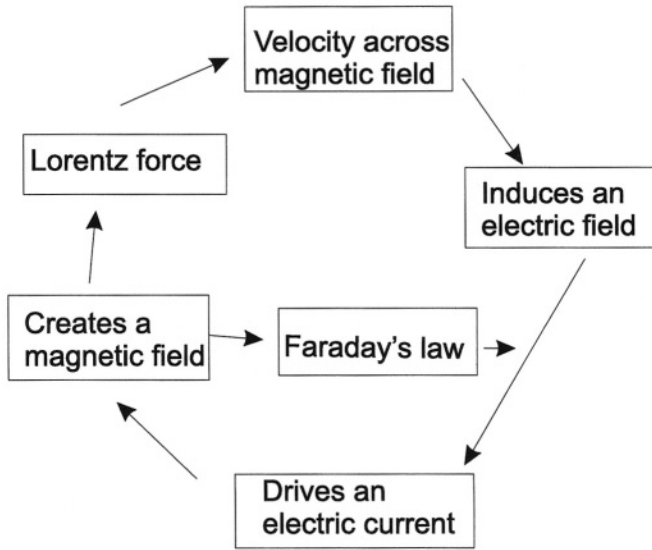 Velocity across
magnetic field
Lorentz force
Induces an
electric field
Creates a
magnetic field
Faraday's law
Drives an
electric current